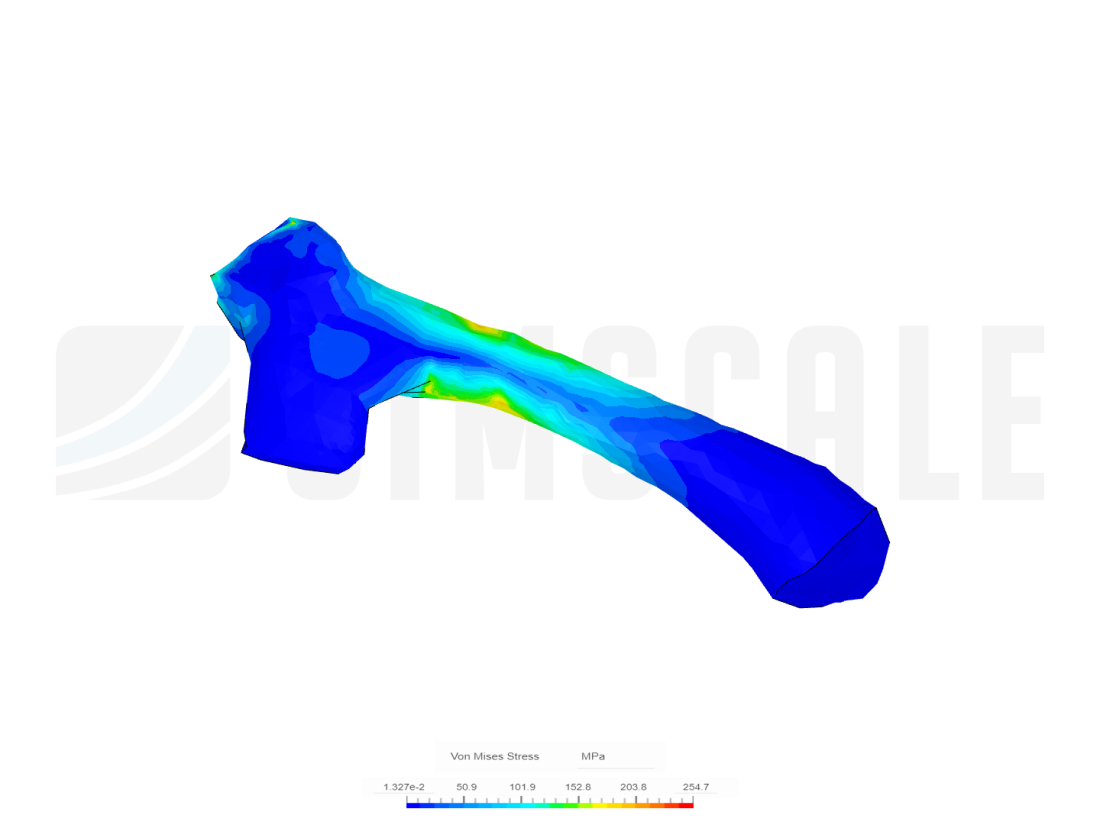 SIMSCALE
Von Mises Stress MPa
1.327e-2 50.9 101.9 152.8 203.8 254.7